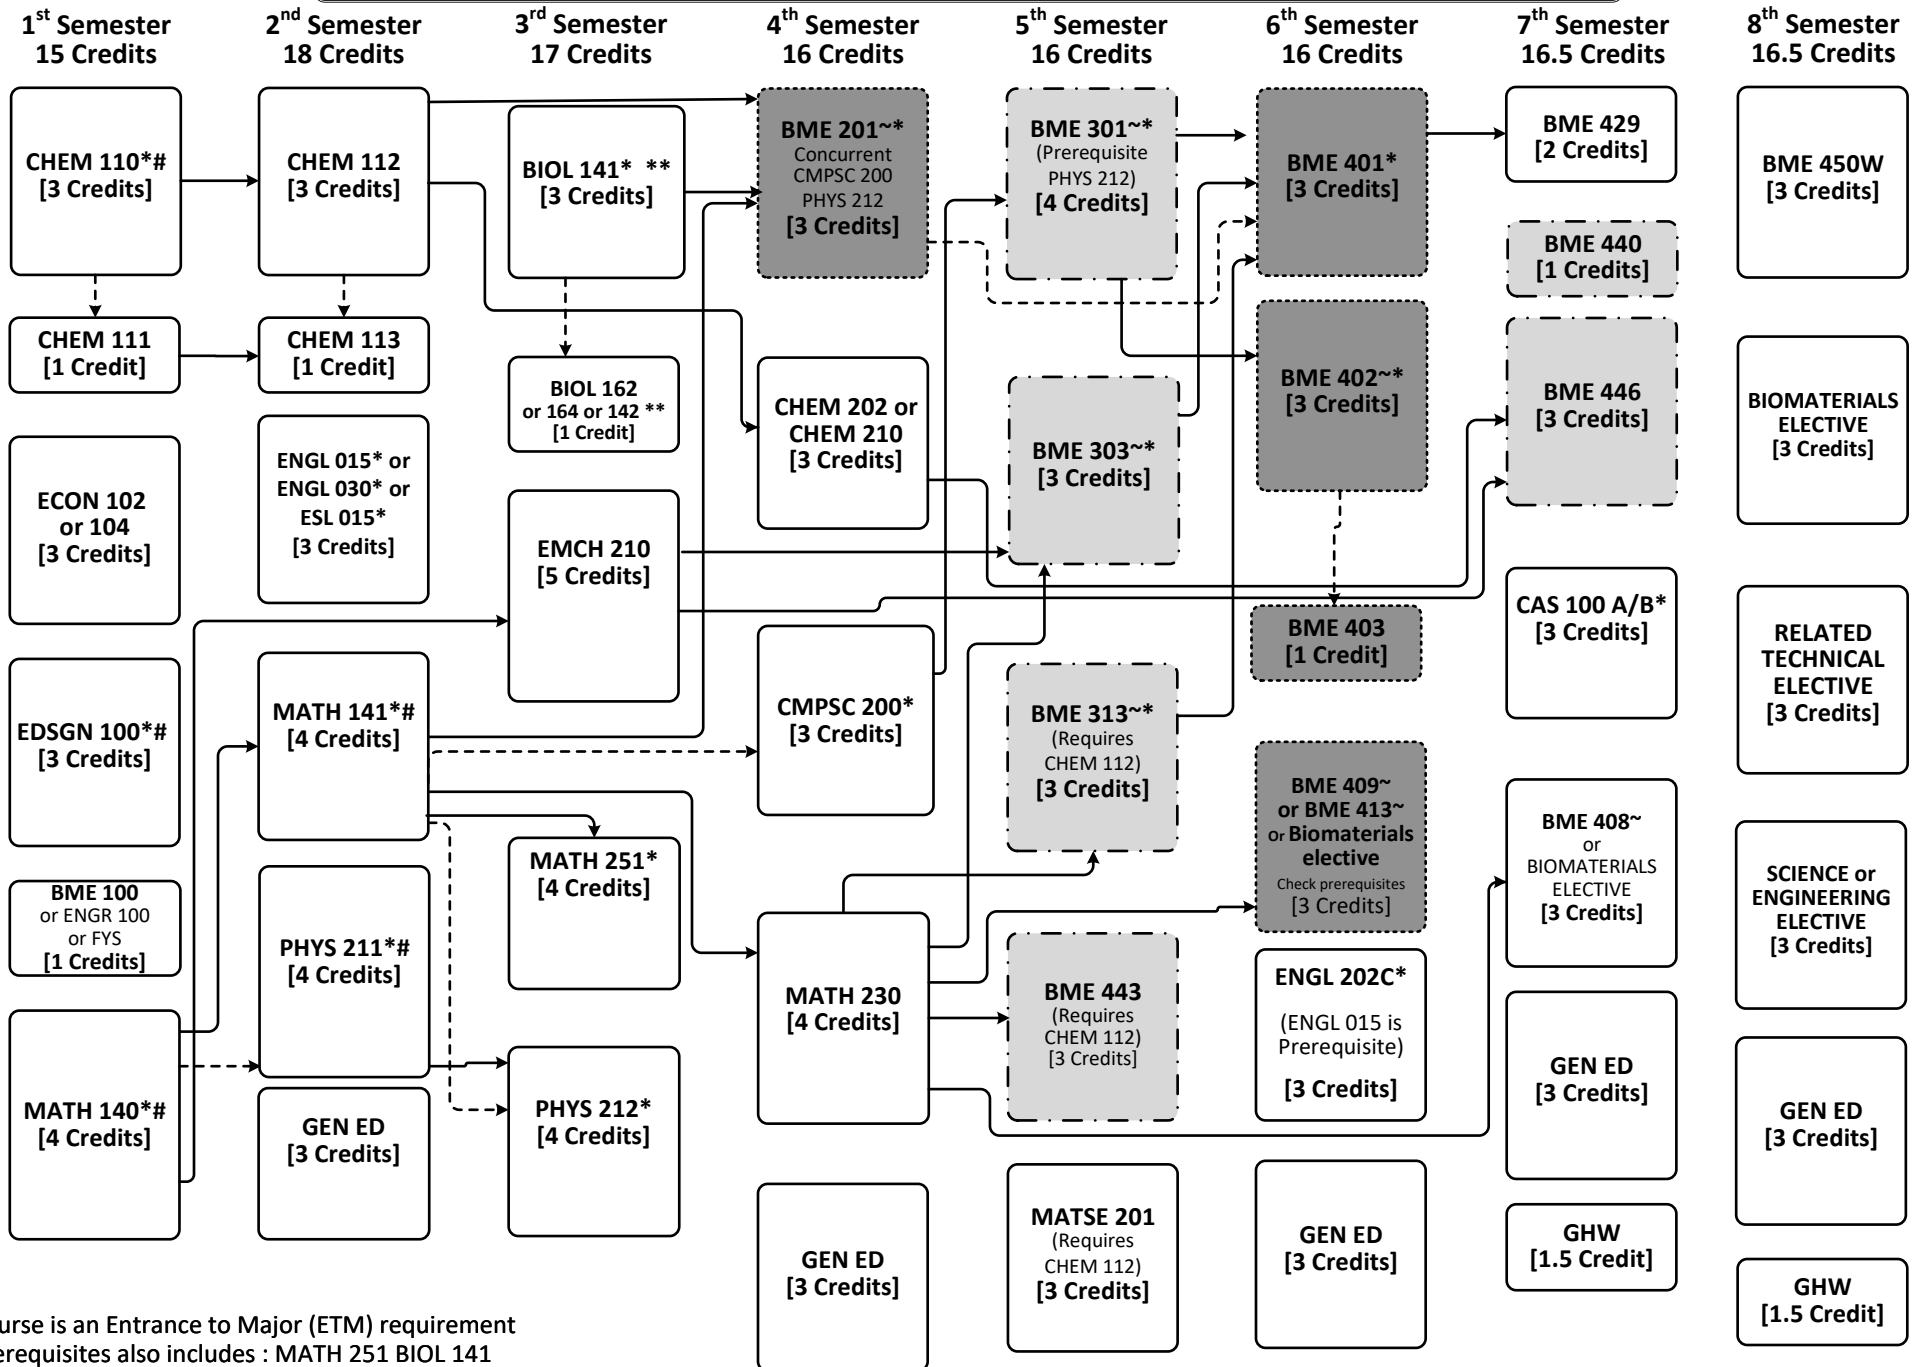 1st Semester
15 Credits
2nd Semester
18 Credits
3rd Semester
17 Credits
4th Semester
16 Credits
5th Semester
16 Credits
6th Semester
16 Credits
7th Semester
16.5 Credits
8th Semester
16.5 Credits
CHEM 110*#
[3 Credits]
CHEM 111
[1 Credit]
ECON 102
or 104
[3 Credits]
EDSGN 100*#
[3 Credits]
BME 100
or ENGR 100
or FYS
[1 Credits]
MATH 140*#
[4 Credits]
CHEM 112
[3 Credits]
CHEM 113
[1 Credit]
ENGL 015* or
ENGL 030* or
ESL 015*
[3 Credits]
MATH 141*#
[4 Credits]
PHYS 211*#
[4 Credits]
GEN ED
[3 Credits]
BIOL 141* **
[3 Credits]
BIOL 162
or 164 or 142 **
[1 Credit]
EMCH 210
[5 Credits]
MATH 251*
[4 Credits]
PHYS 212*
[4 Credits]
BME 201~*
Concurrent
CMPSC 200
PHYS 212
[3 Credits]
CHEM 202 or
CHEM 210
[3 Credits]
CMPSC 200*
[3 Credits]
MATH 230
[4 Credits]
GEN ED
[3 Credits]
BME 301~*
(Prerequisite
PHYS 212)
[4 Credits]
BME 303~*
[3 Credits]
BME 313~*
(Requires
CHEM 112)
[3 Credits]
BME 443
(Requires
CHEM 112)
[3 Credits]
MATSE 201
(Requires
CHEM 112)
[3 Credits]
BME 401*
[3 Credits]
BME 402~*
[3 Credits]
BME 403
[1 Credit]
BME 409~
or BME 413~
or Biomaterials
elective
Check prerequisites
[3 Credits]
ENGL 202C*
(ENGL 015 is
Prerequisite)
[3 Credits]
GEN ED
[3 Credits]
BME 429
[2 Credits]
BME 440
[1 Credits]
BME 446
[3 Credits]
CAS 100 A/B*
[3 Credits]
BME 408~
or
BIOMATERIALS
ELECTIVE
[3 Credits]
GEN ED
[3 Credits]
GHW
[1.5 Credit]
BME 450W
[3 Credits]
BIOMATERIALS
ELECTIVE
[3 Credits]
RELATED
TECHNICAL
ELECTIVE
[3 Credits]
SCIENCE or
ENGINEERING
ELECTIVE
[3 Credits]
GEN ED
[3 Credits]
GHW
[1.5 Credit]
is an Entrance to Major (ETM) requirement
also includes : MATH 251 BIOL 141